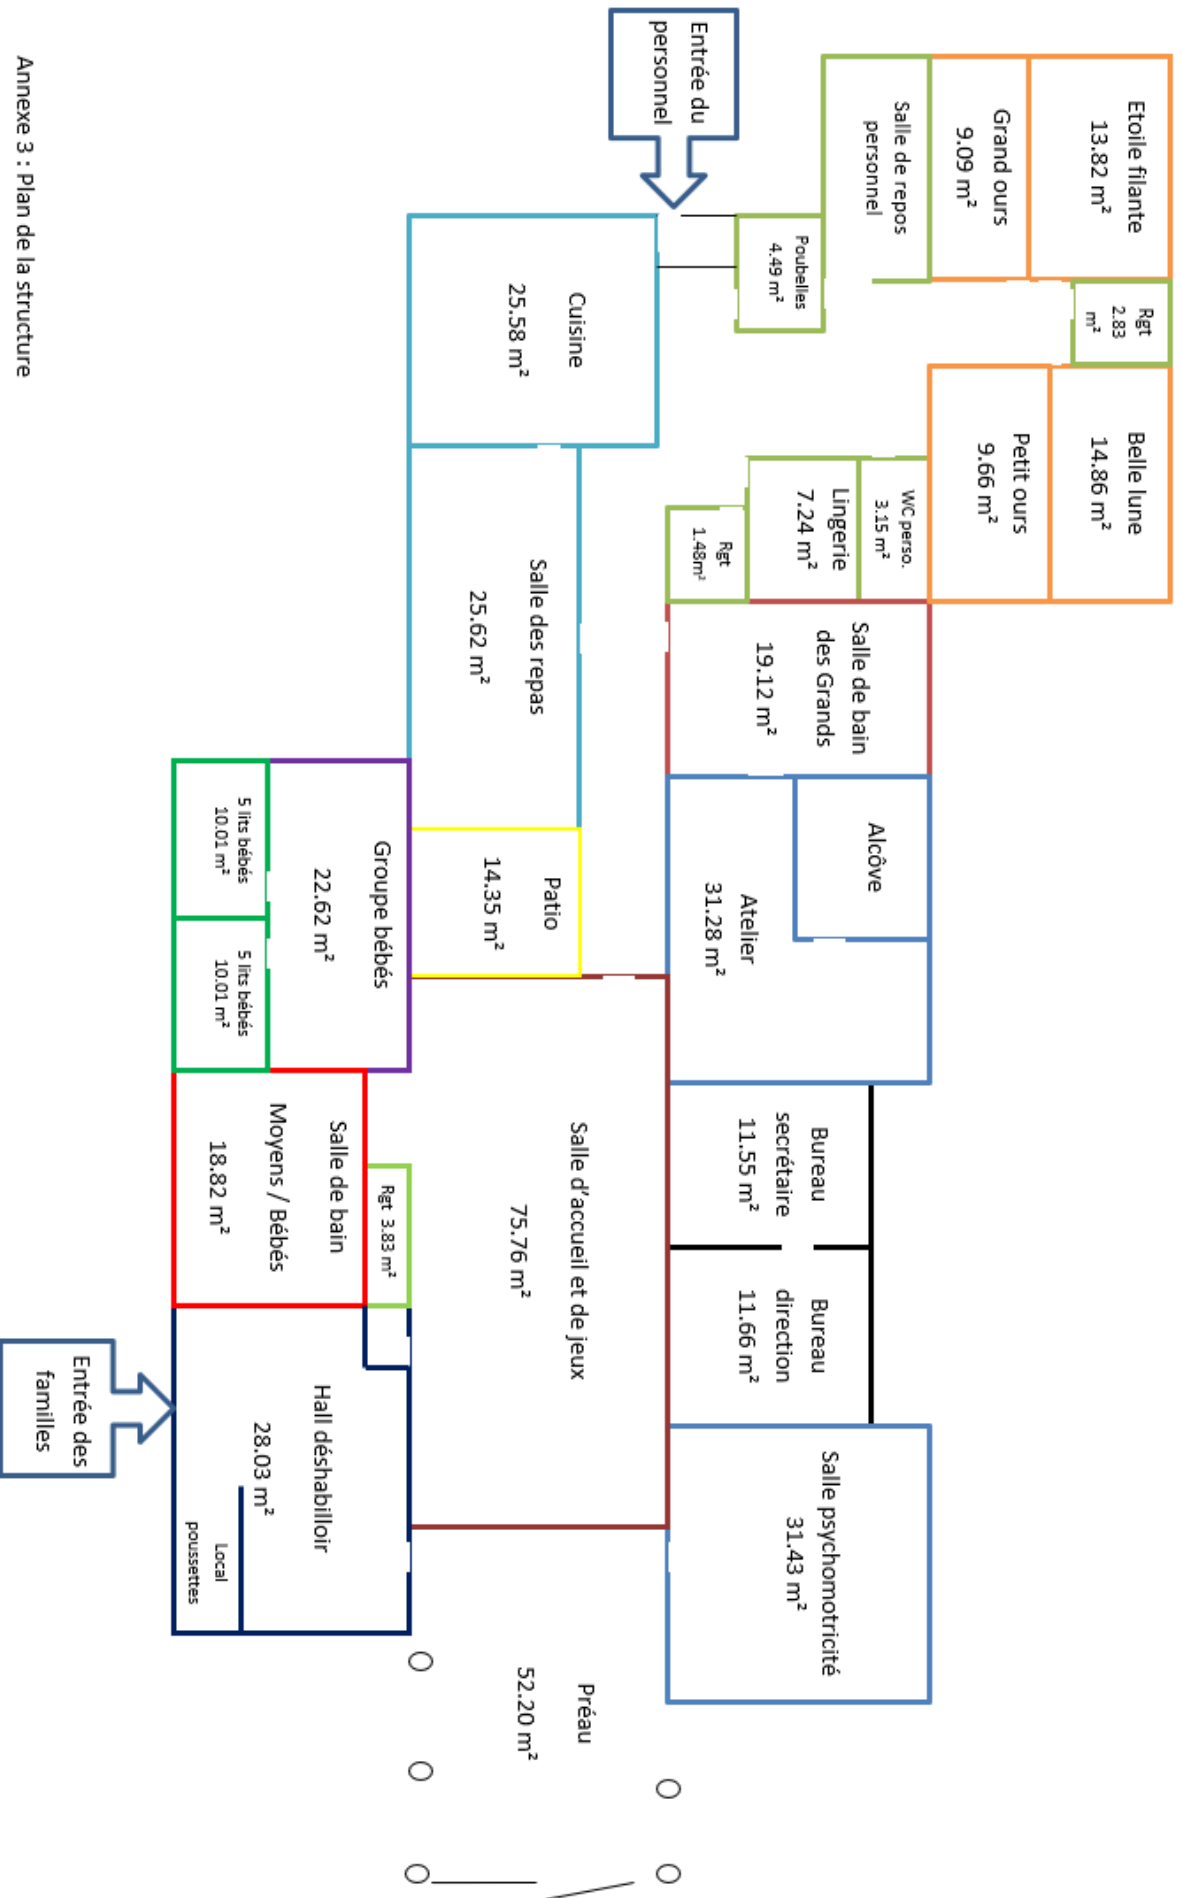 Etoile filante
13.82 m²
Rgt
2.83
m²
Belle lune
14.86 m²
Grand ours
9.09 m²
Petit ours
9.66 m²
Salle de repos
personnel
WC perso.
3.15 m²
Salle de bain
des Grands
19.12 m²
Alcôve
Bureau
secrétaire
11.55 m²
Bureau
direction
11.66 m²
Salle psychomotricité
31.43 m²
Poubelles
4.49 m²
Lingerie
7.24 m²
Atelier
31.28 m²
Entrée du
personnel
Rgt
1.48m²
Cuisine
25.58 m²
Salle des repas
25.62 m²
Patio
14.35 m²
Salle d'accueil et de jeux
75.76 m²
Préau
52.20 m²
Groupe bébés
22.62 m²
Rgt 3.83 m²
Salle de bain
Moyens / Bébés
18.82 m²
Hall déshabilloir
28.03 m²
5 lits bébés
10.01 m²
5 lits bébés
10.01 m²
Local
poussettes
Entrée des
familles
Annexe 3 : Plan de la structure